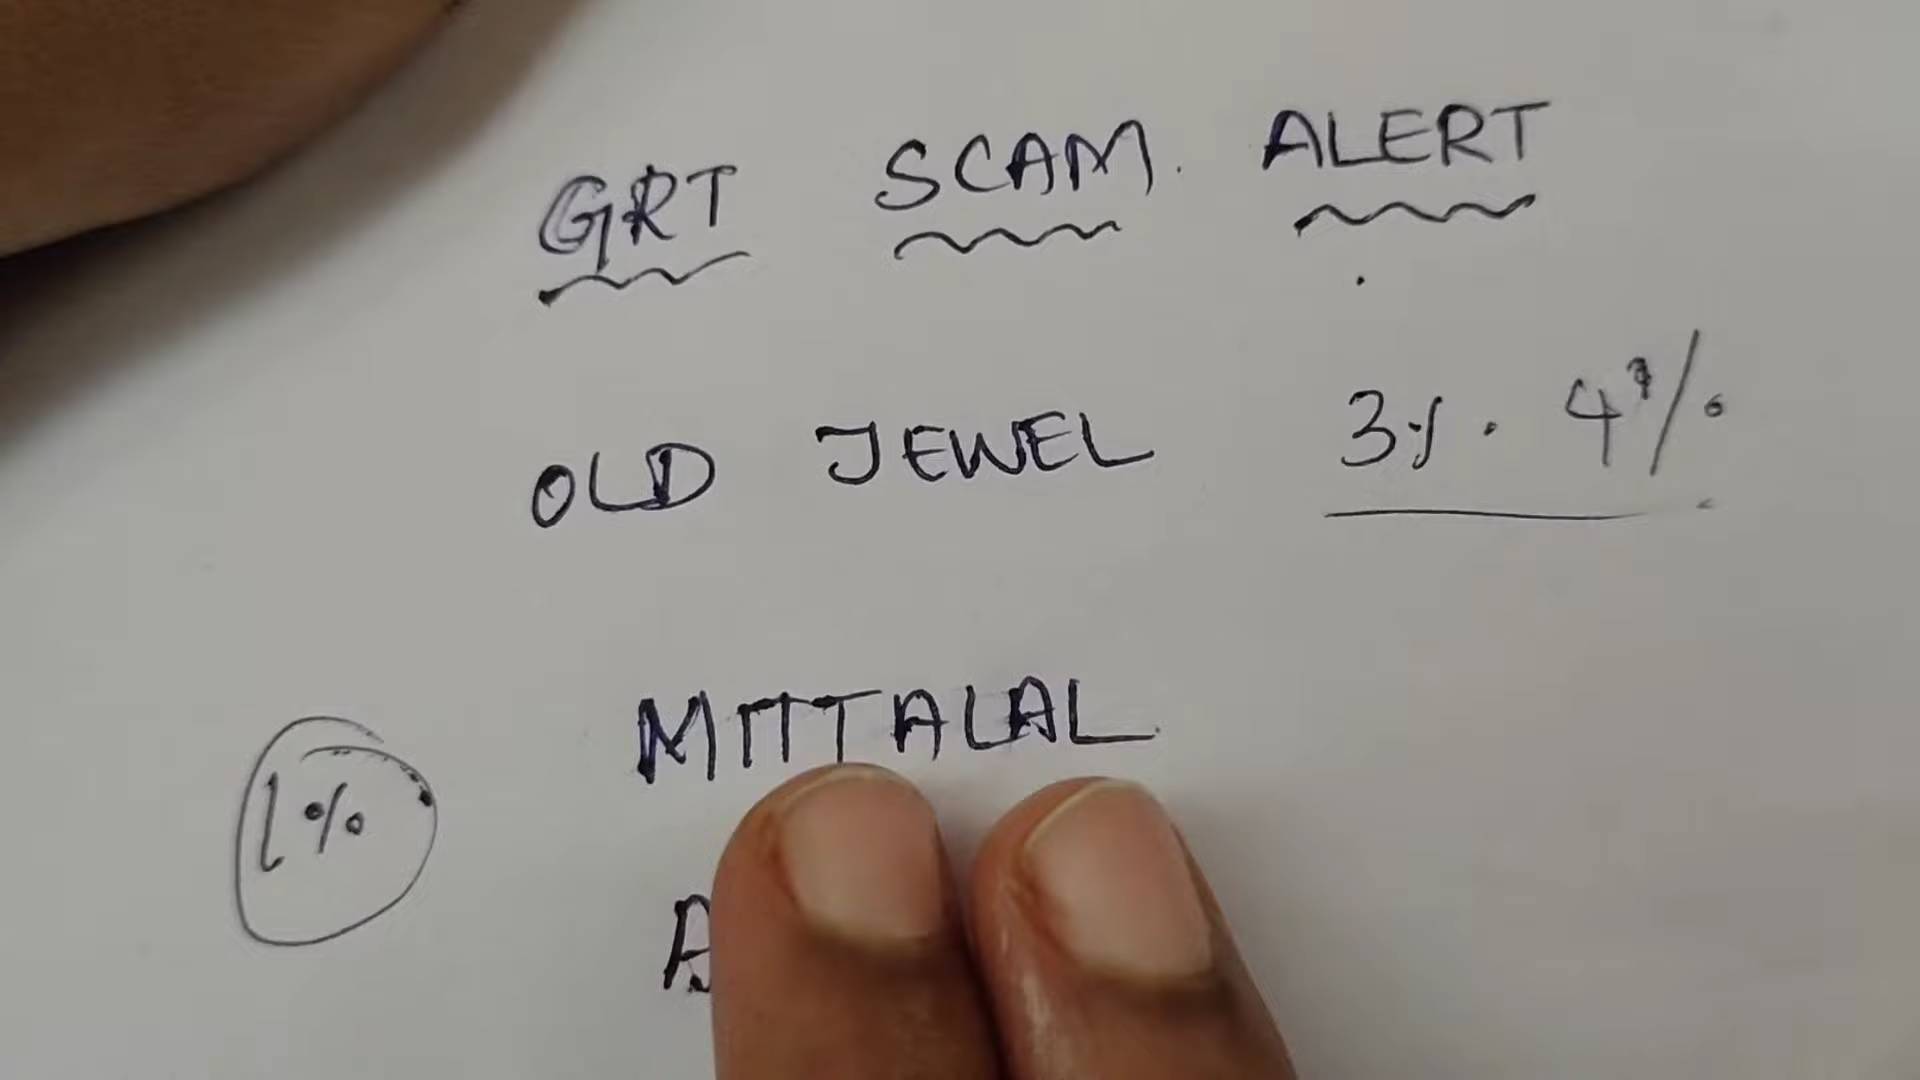 GRT SCAM. ALERT
OLD JEWEL 3% . 4%
MITTALAL
1%